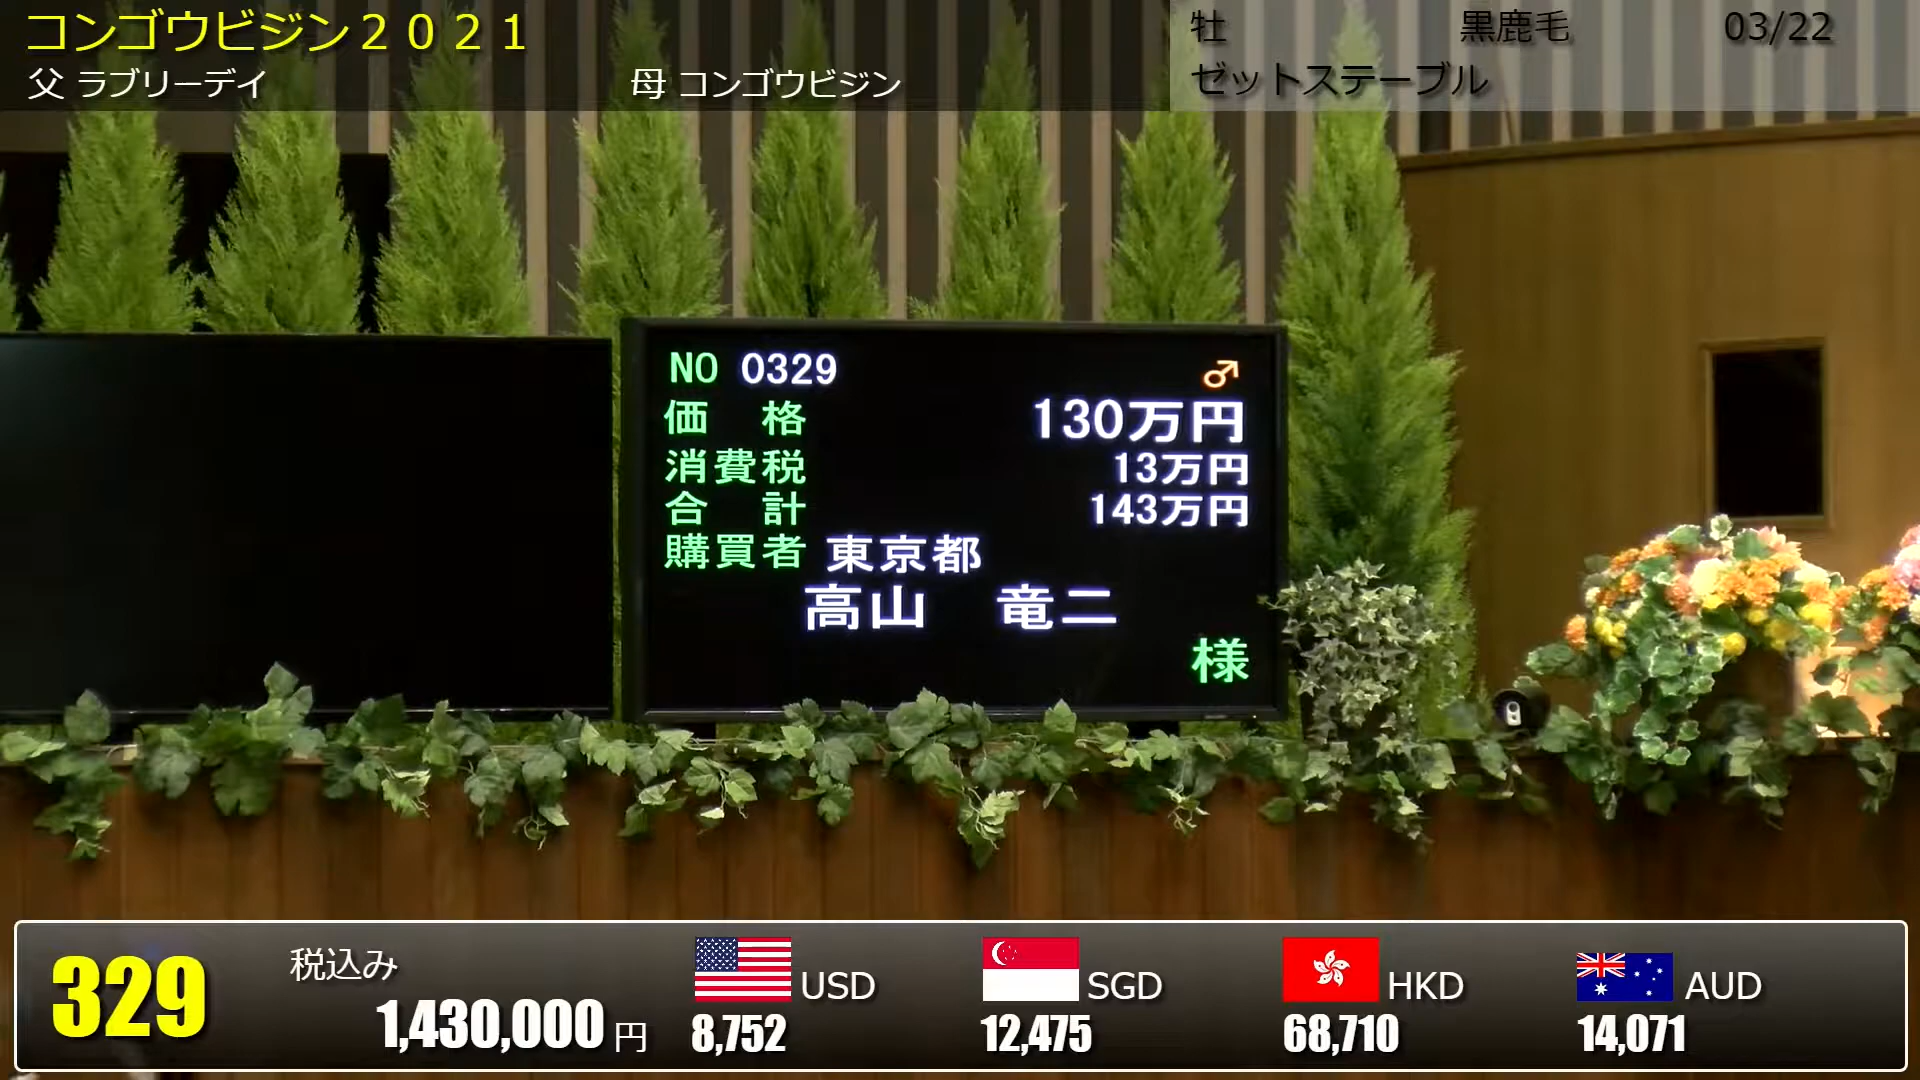 コンゴウビジン２０２１
父 ラブリーデイ
母 コンゴウビジン
牡 黒鹿毛 03/22
ゼットステーブル
NO 0329 ♂
価 格 130万円
消費税 13万円
合 計 143万円
購買者 東京都
高山 竜二
様
329
税込み
1,430,000 円
USD
8,752
SGD
12,475
HKD
68,710
AUD
14,071